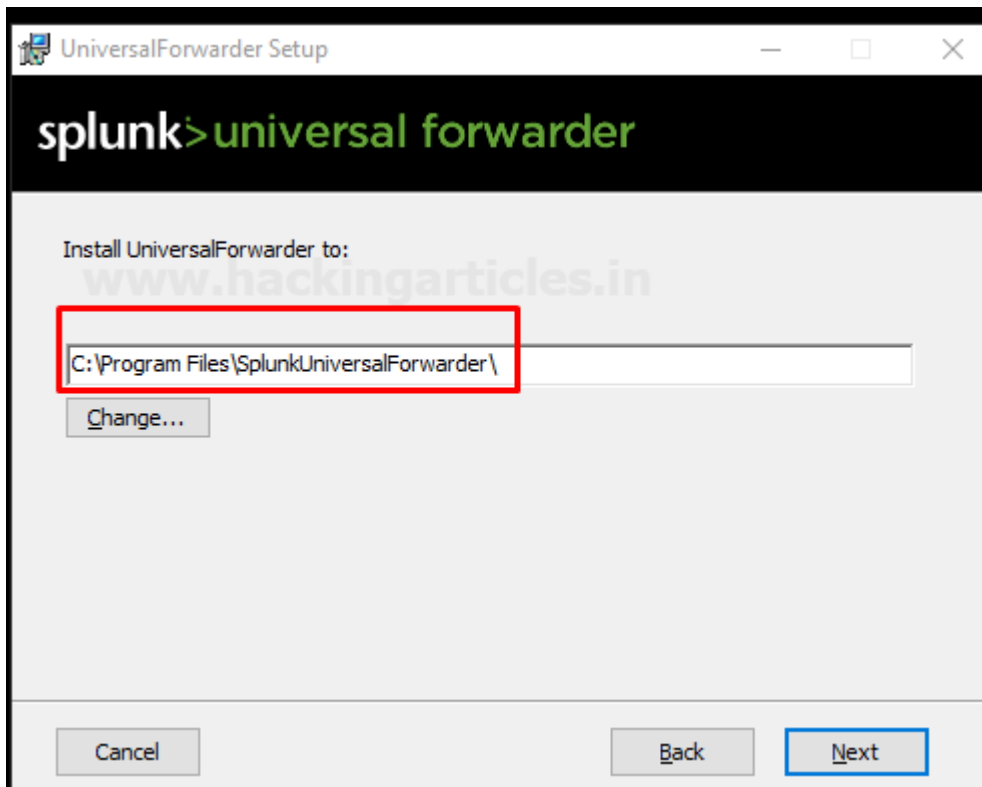 UniversalForwarder Setup
splunk>universal forwarder
Install UniversalForwarder to:
www.hackingarticles.in
C:\Program Files\SplunkUniversalForwarder\
Change...
Cancel
Back
Next